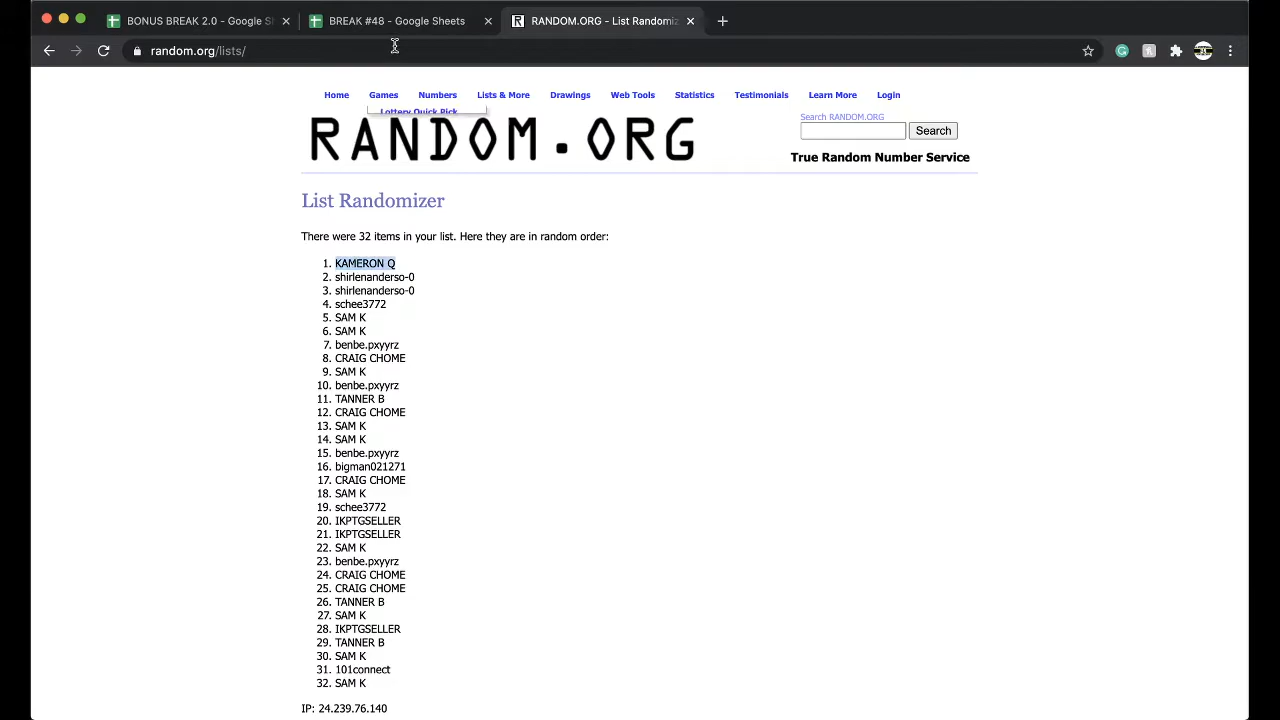 BONUS BREAK 2.0 - Google S
BREAK #48 - Google Sheets
RANDOM.ORG - List Randomiz
random.org/lists/
Home Games Numbers Lists & More Drawings Web Tools Statistics Testimonials Learn More Login
Lottery Quick Pick
Search RANDOM.ORG
RANDOM.ORG
Search
True Random Number Service
List Randomizer
There were 32 items in your list. Here they are in random order:
1. KAMERON Q
2. shirlenanderso-0
3. shirlenanderso-0
4. schee3772
5. SAM K
6. SAM K
7. benbe.pxyyrz
8. CRAIG CHOME
9. SAM K
10. benbe.pxyyrz
11. TANNER B
12. CRAIG CHOME
13. SAM K
14. SAM K
15. benbe.pxyyrz
16. bigman021271
17. CRAIG CHOME
18. SAM K
19. schee3772
20. IKPTGSELLER
21. IKPTGSELLER
22. SAM K
23. benbe.pxyyrz
24. CRAIG CHOME
25. CRAIG CHOME
26. TANNER B
27. SAM K
28. IKPTGSELLER
29. TANNER B
30. SAM K
31. 101connect
32. SAM K
IP: 24.239.76.140